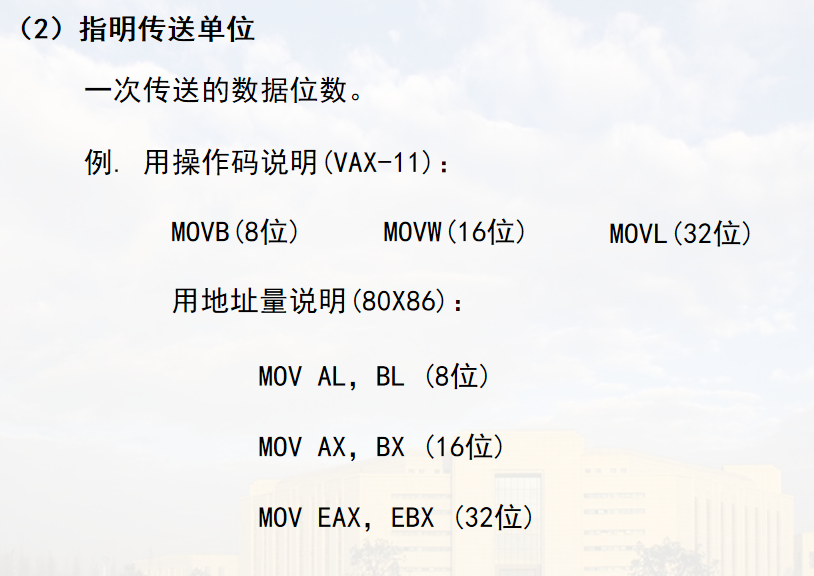 （2）指明传送单位
一次传送的数据位数。
例. 用操作码说明(VAX-11)：
MOVB(8位) MOVW(16位) MOVL(32位)
用地址量说明(80X86)：
MOV AL，BL (8位)
MOV AX，BX (16位)
MOV EAX，EBX (32位)